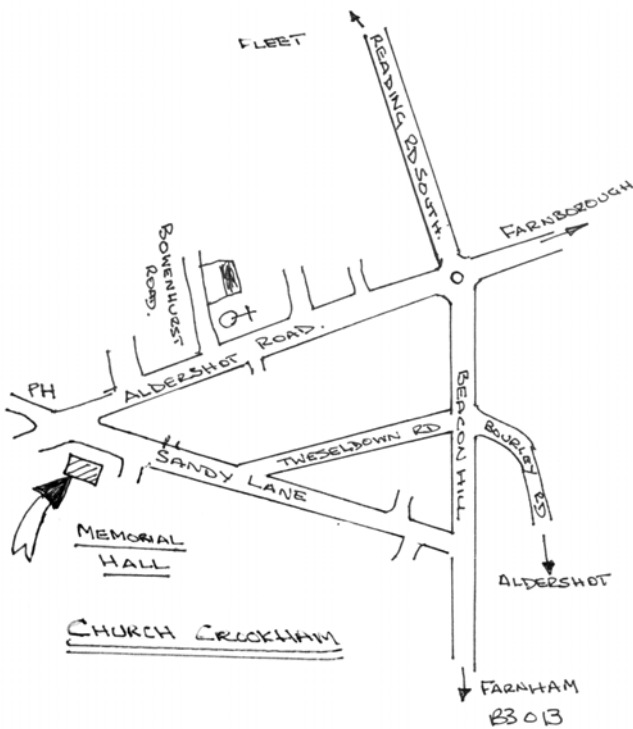 FLEET
READING RD SOUTH.
FARNBOROUGH
BOWENHURST
ROAD.
ALDERSHOT ROAD.
PH
BEACON HILL
TWESELDOWN RD
BOURLEY RD
SANDY LANE
MEMORIAL
HALL
ALDERSHOT
CHURCH CROOKHAM
FARNHAM
B3013